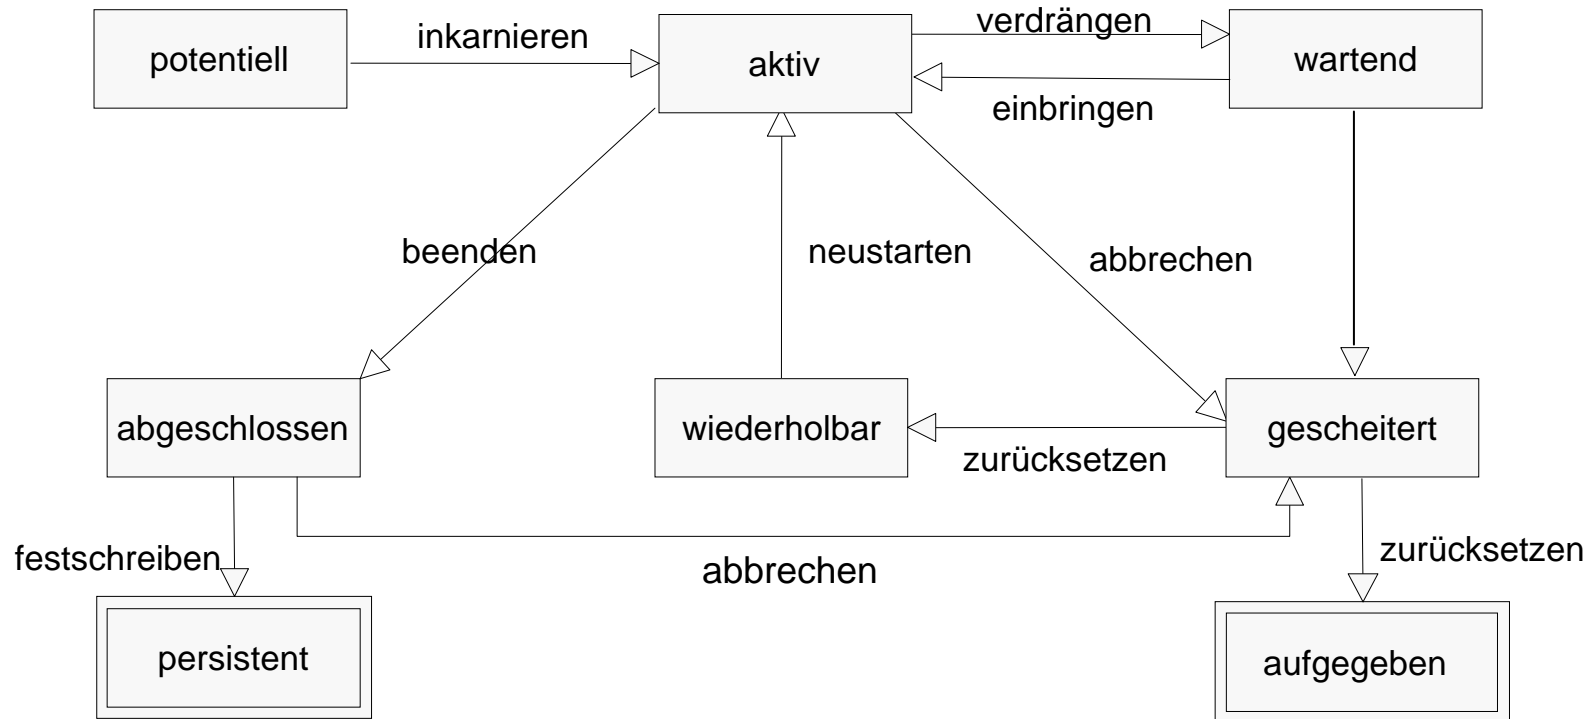 potentiell
inkarnieren
aktiv
verdrängen
wartend
einbringen
beenden
neustarten
abbrechen
abgeschlossen
wiederholbar
zurücksetzen
gescheitert
festschreiben
abbrechen
zurücksetzen
persistent
aufgegeben